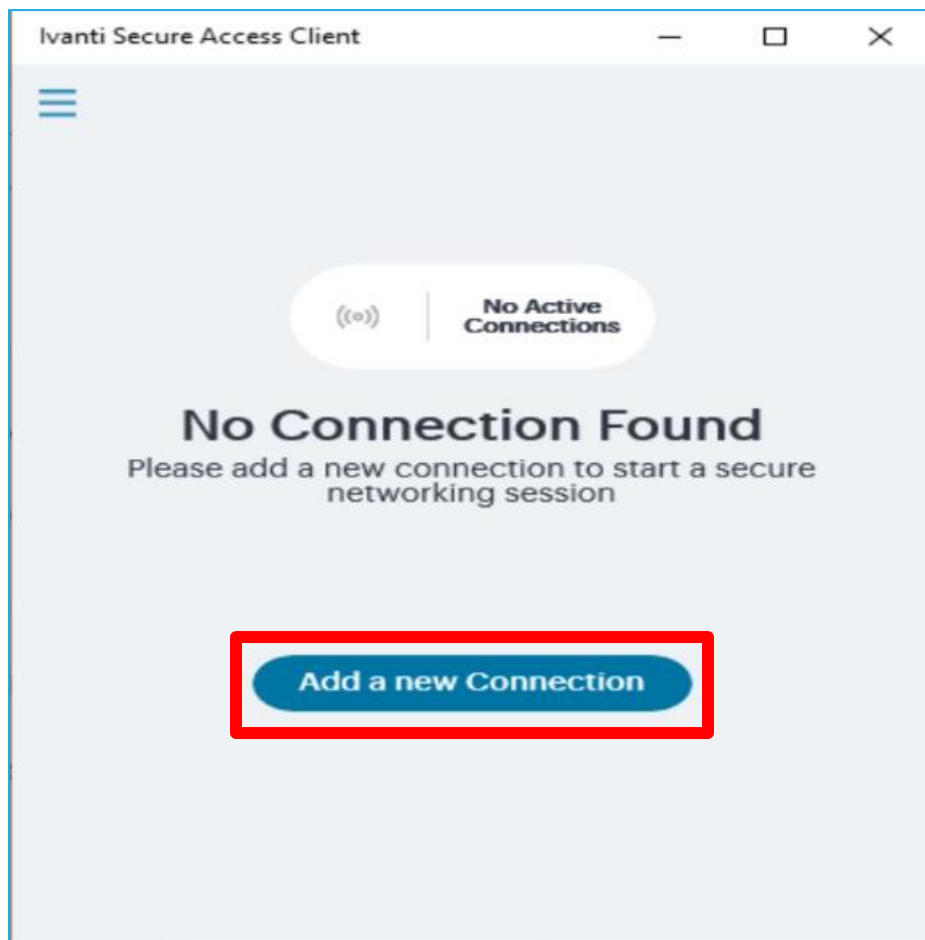 Ivanti Secure Access Client
No Active
Connections
No Connection Found
Please add a new connection to start a secure
networking session
Add a new Connection